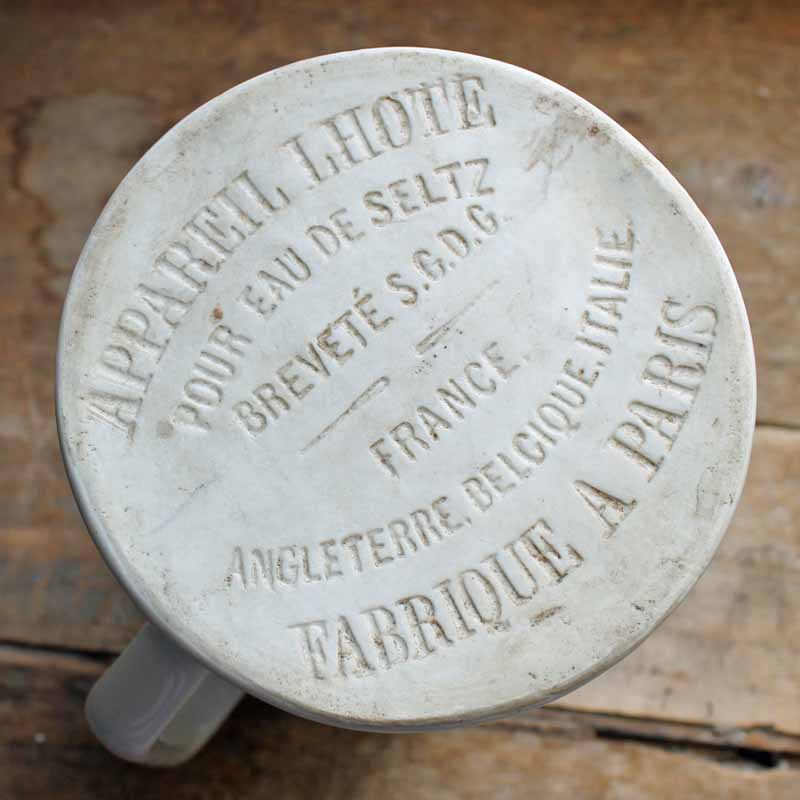 APPAREIL LHOTE
POUR EAU DE SELTZ
BREVETÉ S.G.D.G.
FRANCE.
ANGLETERRE, BELGIQUE, ITALIE.
FABRIQUE A PARIS